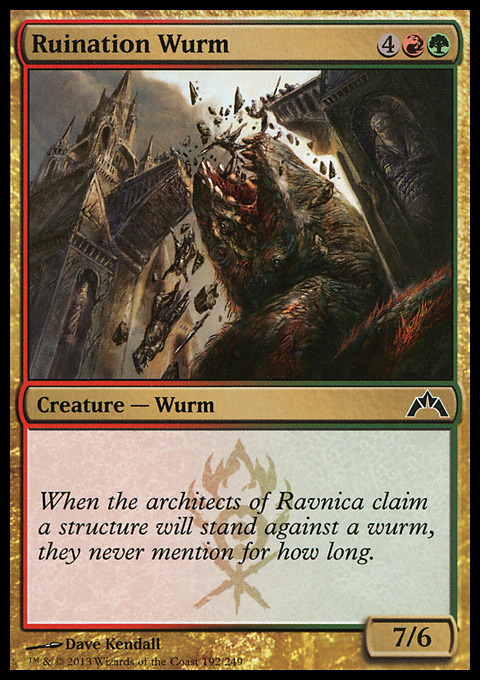 Ruination Wurm 4
Creature — Wurm
When the architects of Ravnica claim
a structure will stand against a wurm,
they never mention for how long.
7/6
Dave Kendall
™ & © 2013 Wizards of the Coast 192/249